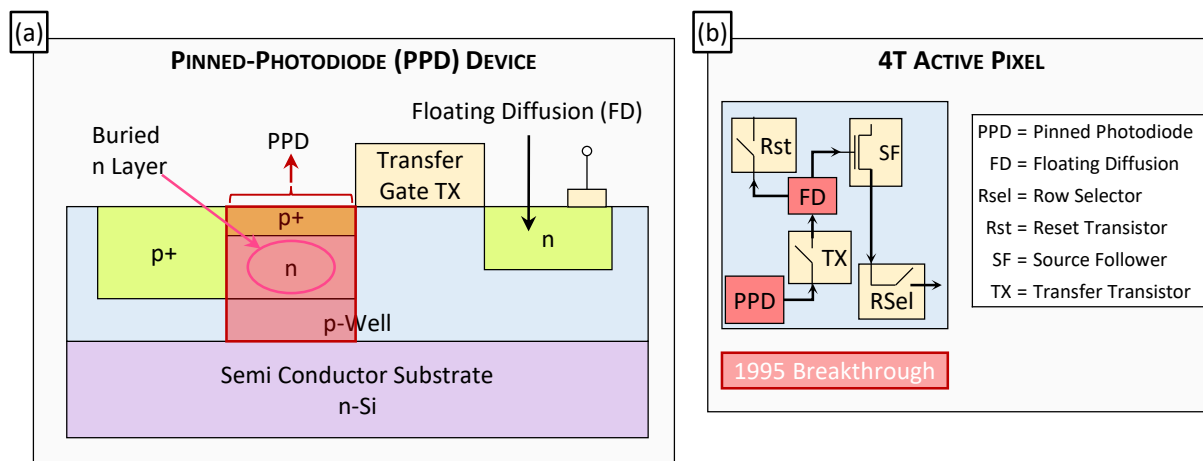 (a)
PINNED-PHOTODIODE (PPD) DEVICE
Floating Diffusion (FD)
Buried
n Layer
PPD
Transfer
Gate TX
p+
p+
n
n
p-Well
Semi Conductor Substrate
n-Si
(b)
4T ACTIVE PIXEL
Rst
SF
FD
TX
PPD
RSel
1995 Breakthrough
PPD = Pinned Photodiode
FD = Floating Diffusion
Rsel = Row Selector
Rst = Reset Transistor
SF = Source Follower
TX = Transfer Transistor